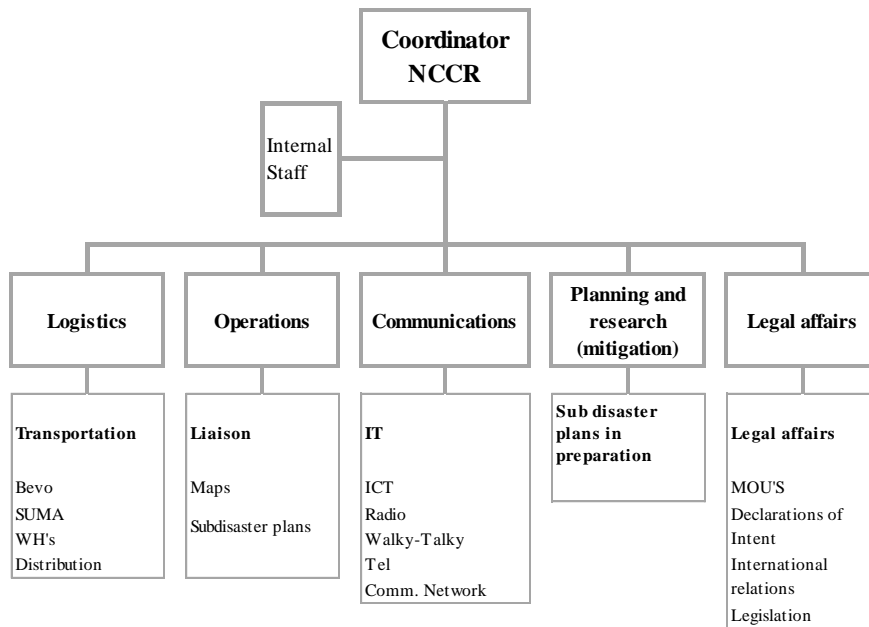 Coordinator
NCCR
Internal
Staff
Logistics
Operations
Communications
Planning and
research
(mitigation)
Legal affairs
Transportation
Bevo
SUMA
WH's
Distribution
Liaison
Maps
Subdisaster plans
IT
ICT
Radio
Walky-Talky
Tel
Comm. Network
Sub disaster
plans in
preparation
Legal affairs
MOU'S
Declarations of
Intent
International
relations
Legislation